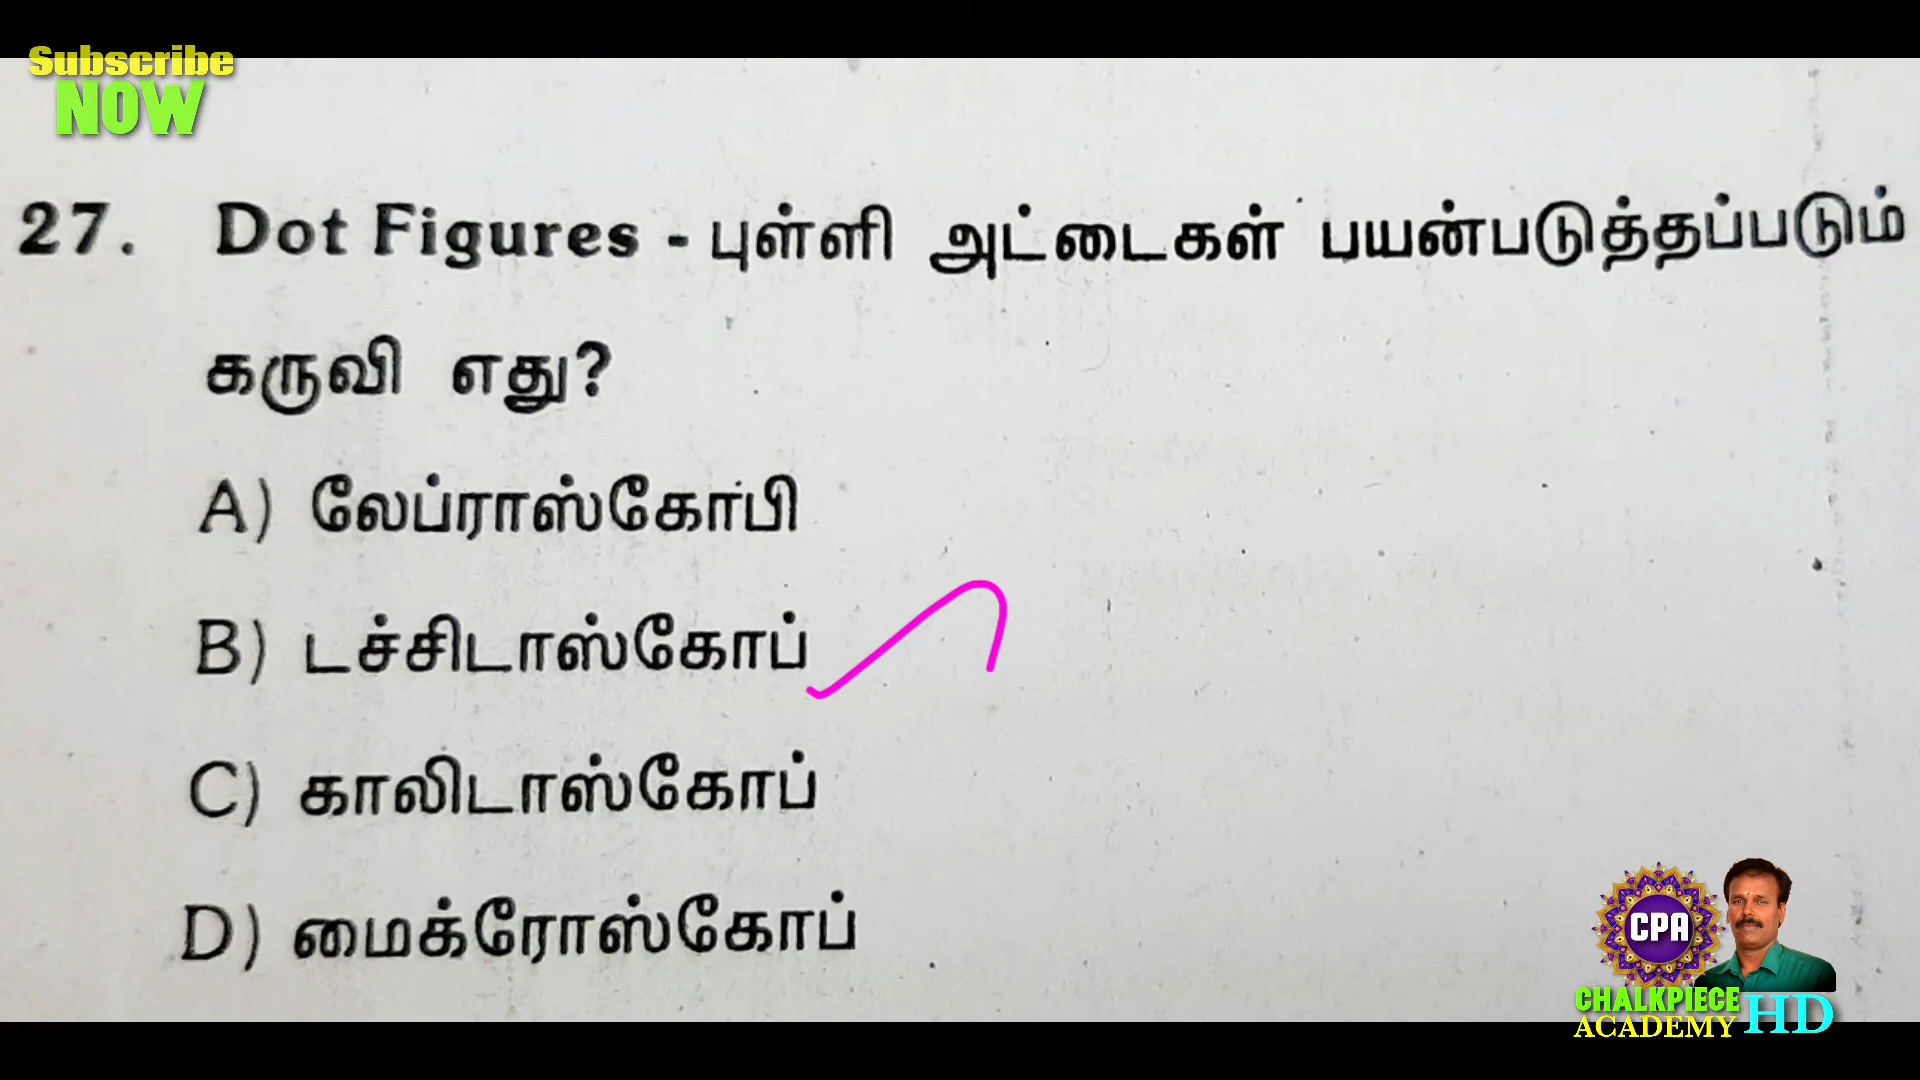 Subscribe
NOW
27. Dot Figures - புள்ளி அட்டைகள் பயன்படுத்தப்படும்
கருவி எது?
A) லேப்ராஸ்கோபி
B) டச்சிடாஸ்கோப்
C) காலிடாஸ்கோப்
D) மைக்ரோஸ்கோப்
CPA
CHALKPIECE
ACADEMY HD